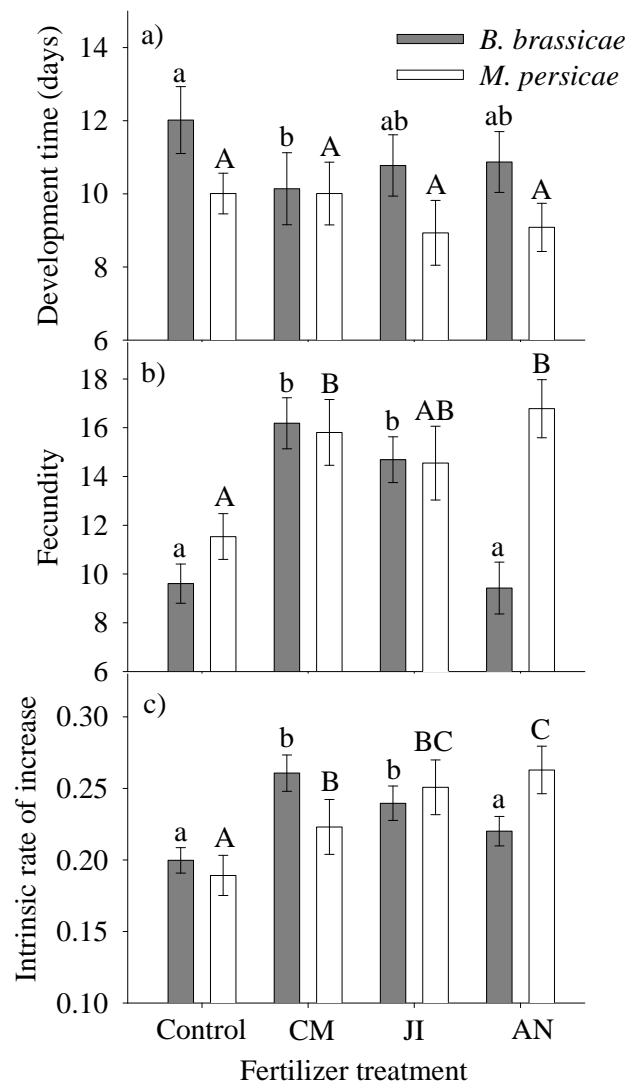 a)
B. brassicae
M. persicae
Development time (days)
14
12
10
8
6
a
A
b
A
ab
A
ab
A
b)
Fecundity
18
16
14
12
10
8
6
a
A
b
B
b
AB
a
B
c)
Intrinsic rate of increase
0.30
0.25
0.20
0.15
0.10
a
A
b
B
b
BC
a
C
Control CM JI AN
Fertilizer treatment